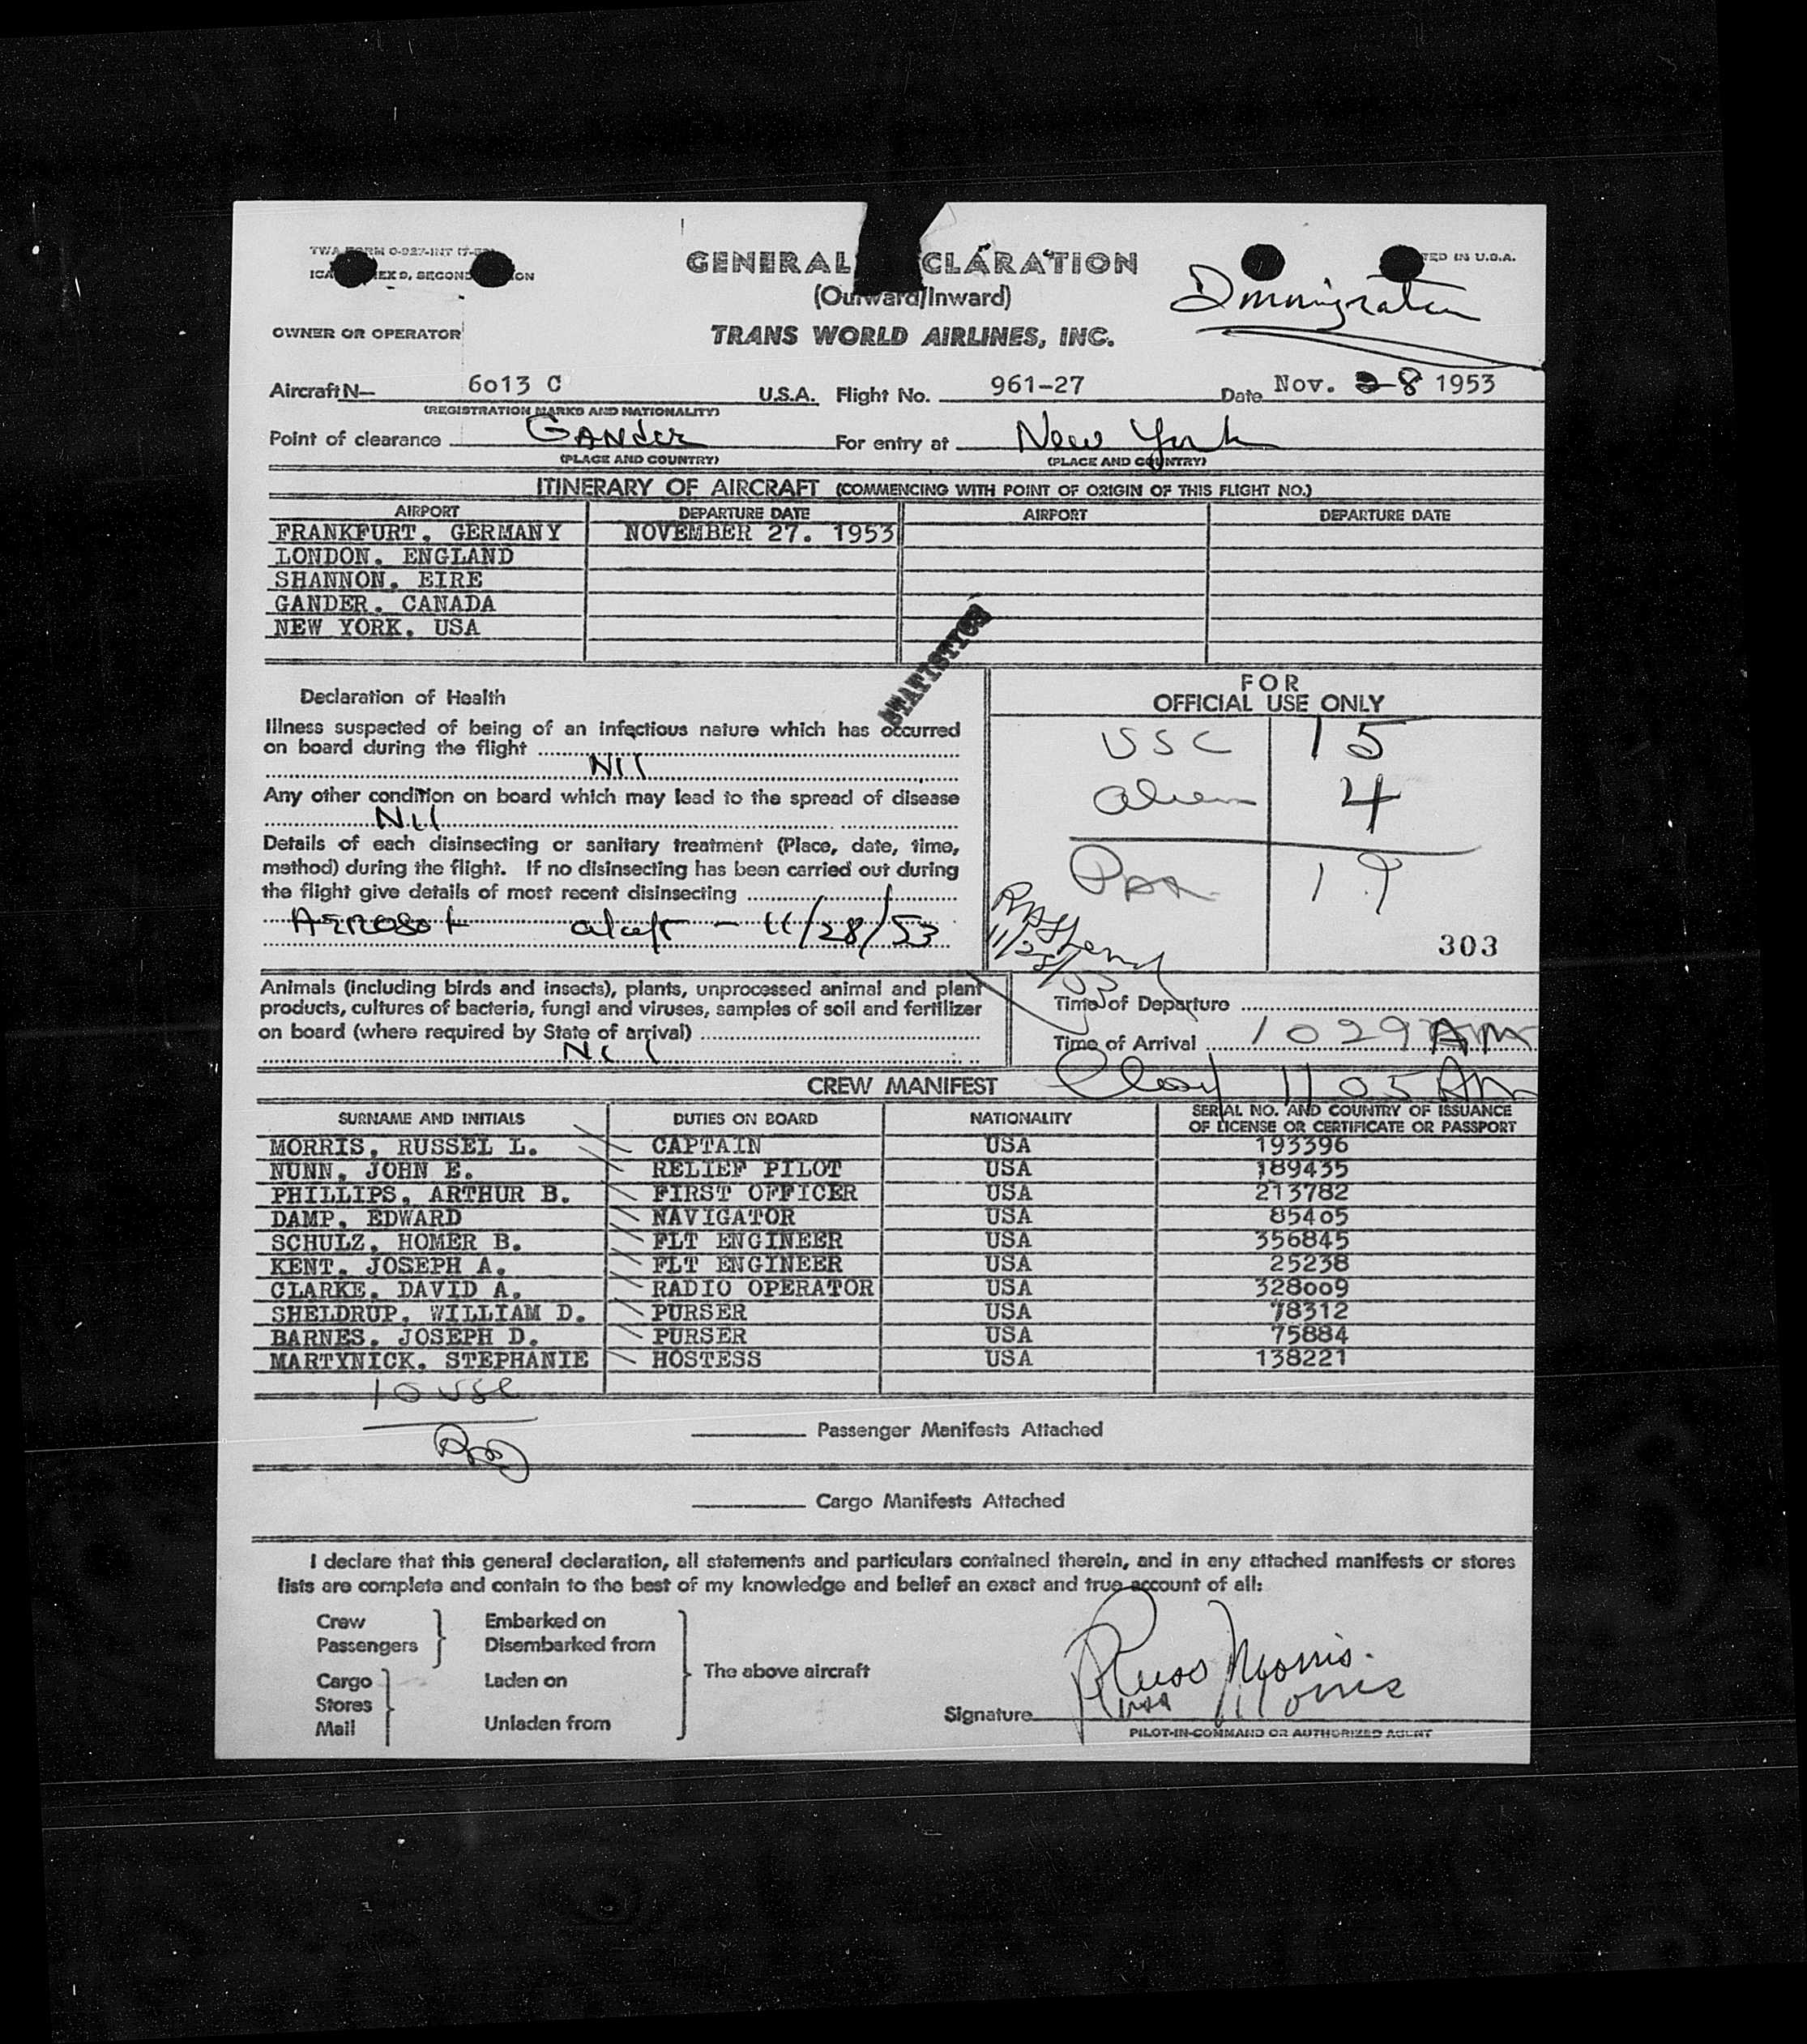 TWA FORM O-927-INT
GENERAL CLARATION
SECOND ON
TED IN U.S.A.
(Outward/Inward)
Immigration
OWNER OR OPERATOR
TRANS WORLD AIRLINES, INC.
Aircraft N— 6013 C U.S.A. Flight No. 961-27 Date Nov. 28 1953
(REGISTRATION MARKS AND NATIONALITY)
Point of clearance Gander For entry at New York
(PLACE AND COUNTRY) (PLACE AND COUNTRY)
ITINERARY OF AIRCRAFT (COMMENCING WITH POINT OF ORIGIN OF THIS FLIGHT NO.)
AIRPORT DEPARTURE DATE AIRPORT DEPARTURE DATE
FRANKFURT, GERMANY NOVEMBER 27. 1953
LONDON, ENGLAND
SHANNON, EIRE
GANDER, CANADA
NEW YORK, USA
Declaration of Health
Illness suspected of being of an infectious nature which has occurred
on board during the flight
Nil
Any other condition on board which may lead to the spread of disease
Nil
Details of each disinsecting or sanitary treatment (Place, date, time,
method) during the flight. If no disinsecting has been carried out during
the flight give details of most recent disinsecting
Aerosol aloft - 11/28/53
FOR
OFFICIAL USE ONLY
USC 15
alien 4
19
303
Animals (including birds and insects), plants, unprocessed animal and plant
products, cultures of bacteria, fungi and viruses, samples of soil and fertilizer
on board (where required by State of arrival)
Nil
Time of Departure
Time of Arrival 1029 AM
1105 AM
CREW MANIFEST
SURNAME AND INITIALS DUTIES ON BOARD NATIONALITY SERIAL NO. AND COUNTRY OF ISSUANCE
OF LICENSE OR CERTIFICATE OR PASSPORT
MORRIS, RUSSEL L. CAPTAIN USA 193396
NUNN, JOHN E. RELIEF PILOT USA 189435
PHILLIPS, ARTHUR B. FIRST OFFICER USA 213782
DAMP, EDWARD NAVIGATOR USA 85405
SCHULZ, HOMER B. FLT ENGINEER USA 356845
KENT, JOSEPH A. FLT ENGINEER USA 25238
CLARKE, DAVID A. RADIO OPERATOR USA 328009
SHELDRUP, WILLIAM D. PURSER USA 78312
BARNES, JOSEPH D. PURSER USA 75884
MARTYNICK, STEPHANIE HOSTESS USA 138221
10 USC
Passenger Manifests Attached
Cargo Manifests Attached
I declare that this general declaration, all statements and particulars contained therein, and in any attached manifests or stores
lists are complete and contain to the best of my knowledge and belief an exact and true account of all:
Crew Embarked on
Passengers Disembarked from
Cargo Laden on
Stores
Mail Unladen from
The above aircraft
Russ Morris
Signature
PILOT-IN-COMMAND OR AUTHORIZED AGENT